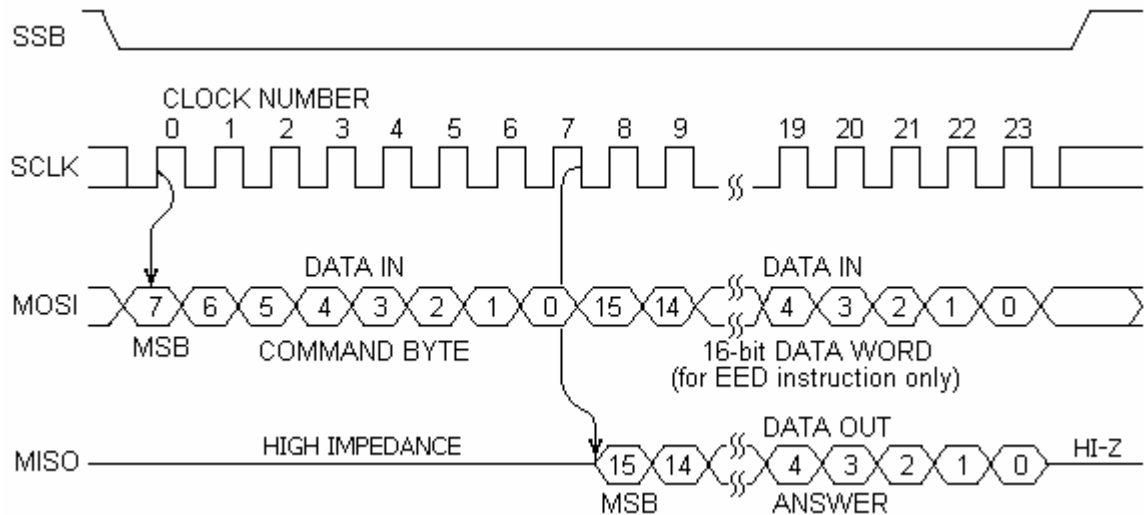 SSB
CLOCK NUMBER
0 1 2 3 4 5 6 7 8 9 19 20 21 22 23
SCLK
DATA IN DATA IN
MOSI 7 6 5 4 3 2 1 0 15 14 4 3 2 1 0
MSB COMMAND BYTE 16-bit DATA WORD
(for EED instruction only)
HIGH IMPEDANCE DATA OUT HI-Z
MISO 15 14 4 3 2 1 0
MSB ANSWER